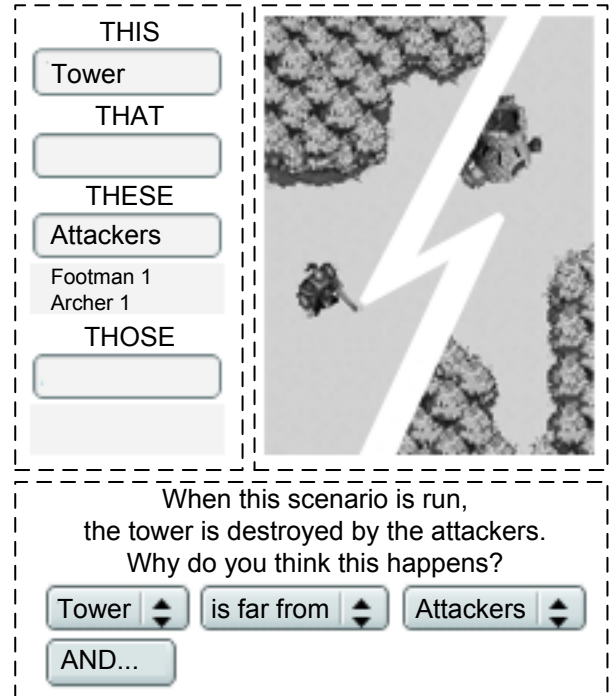 THIS
Tower
THAT
THESE
Attackers
Footman 1
Archer 1
THOSE
When this scenario is run,
the tower is destroyed by the attackers.
Why do you think this happens?
Tower is far from Attackers
AND...